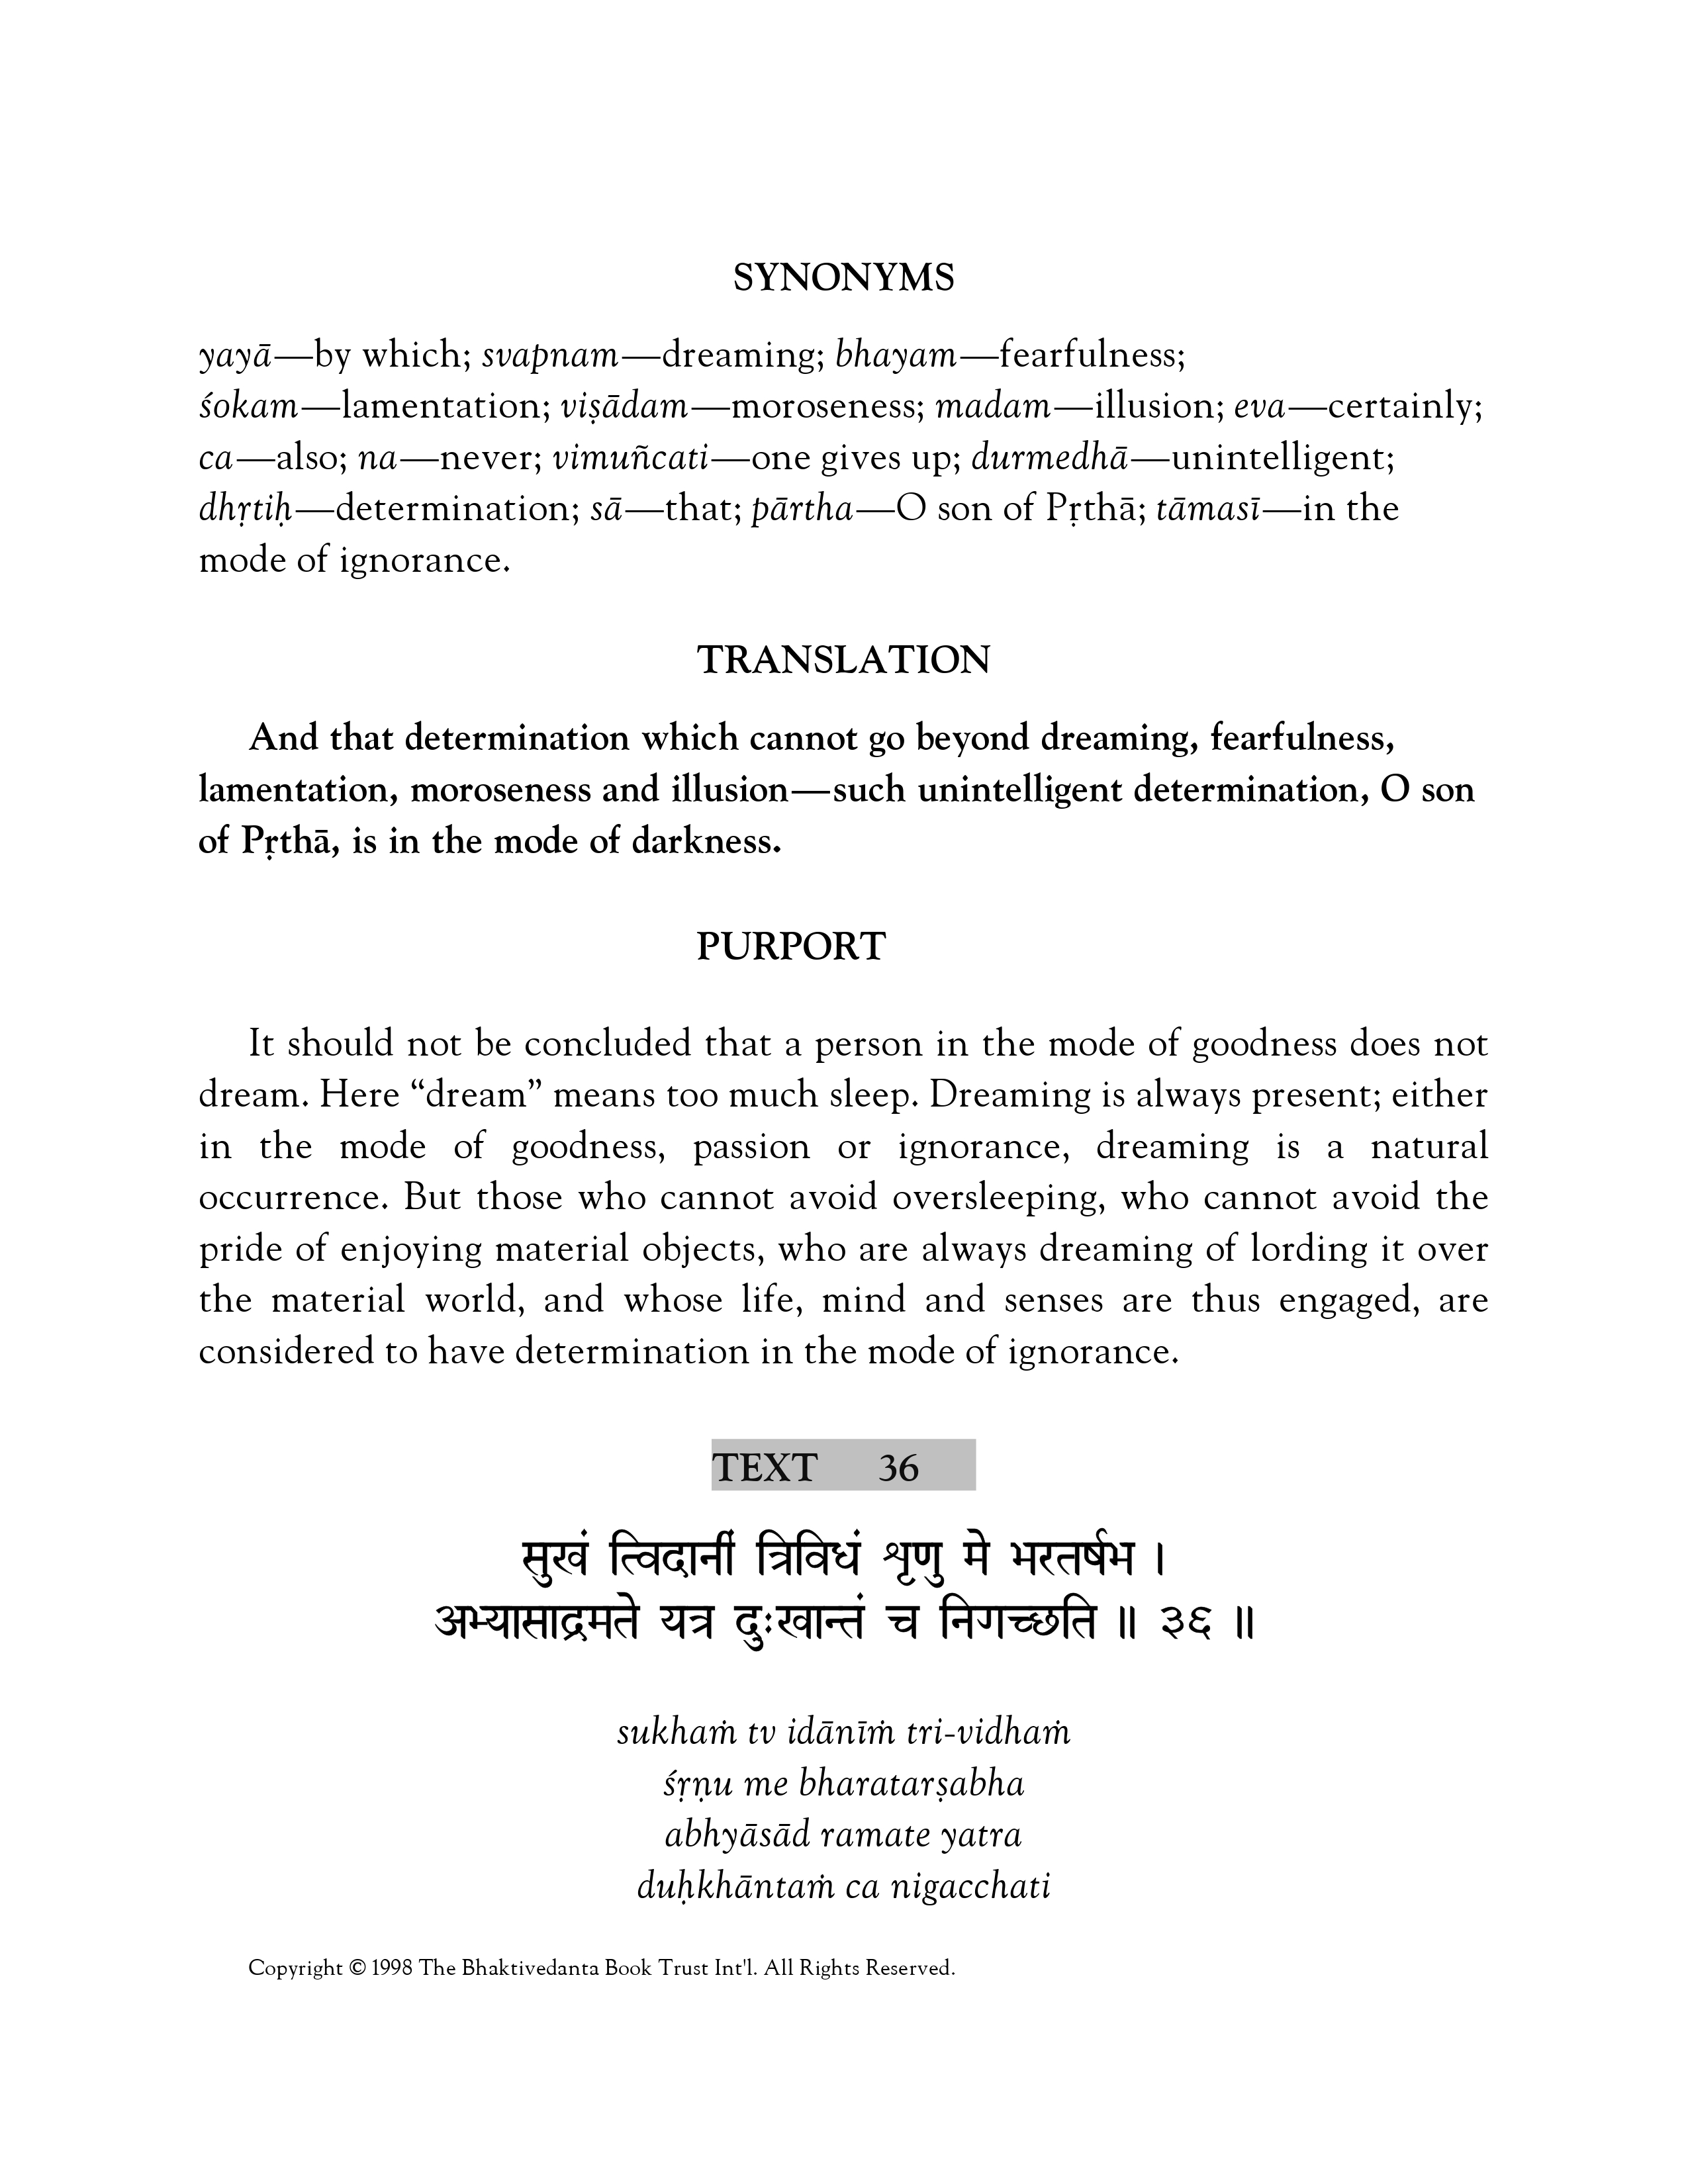 SYNONYMS
yayā—by which; svapnam—dreaming; bhayam—fearfulness;
śokam—lamentation; viṣādam—moroseness; madam—illusion; eva—certainly;
ca—also; na—never; vimuñcati—one gives up; durmedhā—unintelligent;
dhṛtiḥ—determination; sā—that; pārtha—O son of Pṛthā; tāmasī—in the
mode of ignorance.
TRANSLATION
And that determination which cannot go beyond dreaming, fearfulness,
lamentation, moroseness and illusion—such unintelligent determination, O son
of Pṛthā, is in the mode of darkness.
PURPORT
It should not be concluded that a person in the mode of goodness does not
dream. Here “dream” means too much sleep. Dreaming is always present; either
in the mode of goodness, passion or ignorance, dreaming is a natural
occurrence. But those who cannot avoid oversleeping, who cannot avoid the
pride of enjoying material objects, who are always dreaming of lording it over
the material world, and whose life, mind and senses are thus engaged, are
considered to have determination in the mode of ignorance.
TEXT 36
सुखं त्विदानीं त्रिविधं शृणु मे भरतर्षभ ।
अभ्यासाद्रमते यत्र दुःखान्तं च निगच्छति ॥ ३६ ॥
sukhaṁ tv idānīṁ tri-vidhaṁ
śṛṇu me bharatarṣabha
abhyāsād ramate yatra
duḥkhāntaṁ ca nigacchati
Copyright © 1998 The Bhaktivedanta Book Trust Int'l. All Rights Reserved.